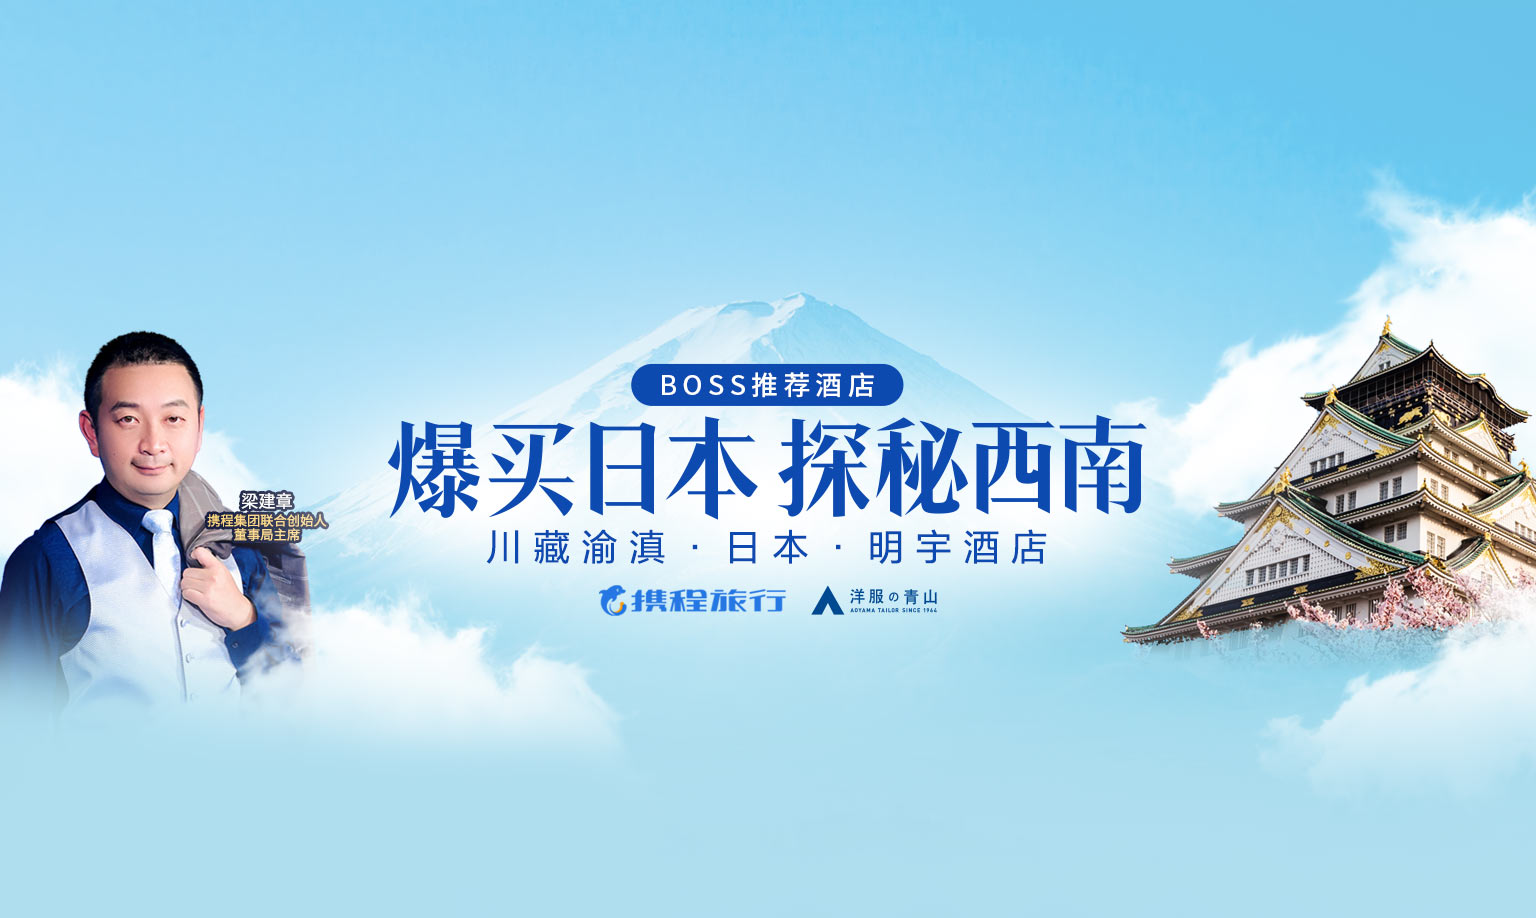 BOSS推荐酒店
爆买日本 探秘西南
川藏渝滇 · 日本 · 明宇酒店
携程旅行
洋服の青山
AOYAMA TAILOR SINCE 1964
梁建章
携程集团联合创始人
董事局主席